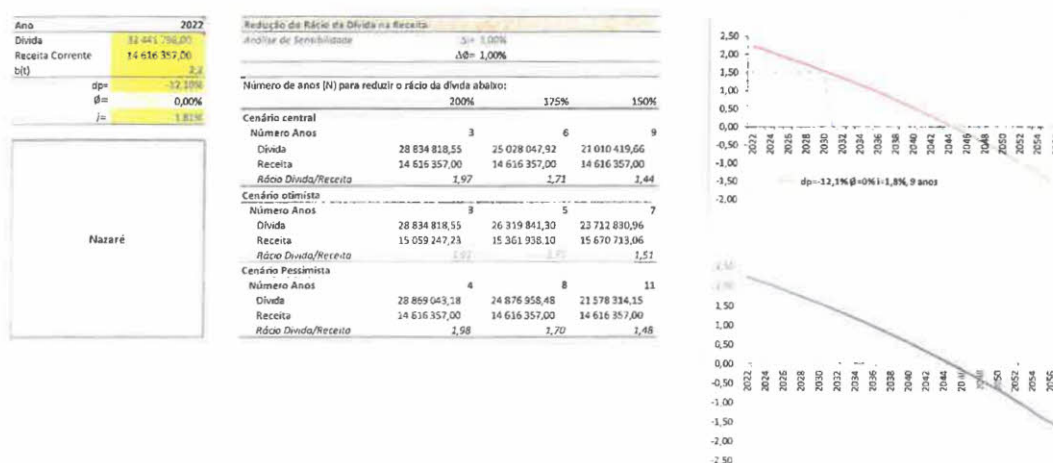 Ano 2022
Dívida 32 441 798,00
Receita Corrente 14 616 357,00
b(t) 2,2
dp= -12,10%
Ø= 0,00%
i= 1,81%
Nazaré
Redução do Rácio da Dívida na Receita
Análise de Sensibilidade Δi= 1,00%
ΔØ= 1,00%
Número de anos (N) para reduzir o rácio da dívida abaixo:
200% 175% 150%
Cenário central
Número Anos 3 6 9
Dívida 28 834 818,55 25 028 047,92 21 010 419,66
Receita 14 616 357,00 14 616 357,00 14 616 357,00
Rácio Dívida/Receita 1,97 1,71 1,44
Cenário otimista
Número Anos 3 5 7
Dívida 28 834 818,55 26 319 841,30 23 712 830,96
Receita 15 059 247,23 15 361 938,10 15 670 713,06
Rácio Dívida/Receita 1,51
Cenário Pessimista
Número Anos 4 8 11
Dívida 28 869 043,18 24 876 958,48 21 578 314,15
Receita 14 616 357,00 14 616 357,00 14 616 357,00
Rácio Dívida/Receita 1,98 1,70 1,48
2,50
2,00
1,50
1,00
0,50
0,00
-0,50
-1,00
-1,50
-2,00
2022 2024 2026 2028 2030 2032 2034 2036 2038 2040 2042 2044 2046 2048 2050 2052 2054
dp=-12,1% Ø=0% i=1,8%, 9 anos
2,50
2,00
1,50
1,00
0,50
0,00
-0,50
-1,00
-1,50
-2,00
-2,50
2022 2024 2026 2028 2030 2032 2034 2036 2038 2040 2042 2044 2046 2048 2050 2052 2054 2056